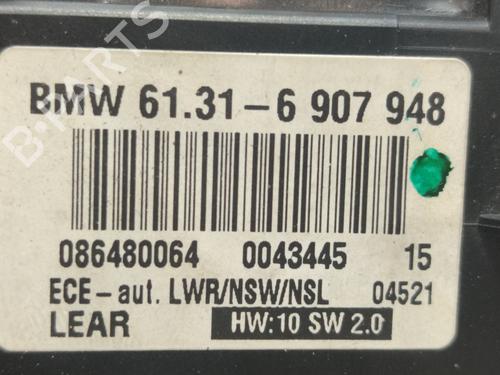 BMW 61.31-6 907 948
086480064 0043445 15
ECE-aut. LWR/NSW/NSL 04521
LEAR HW:10 SW 2.0
B-PARTS